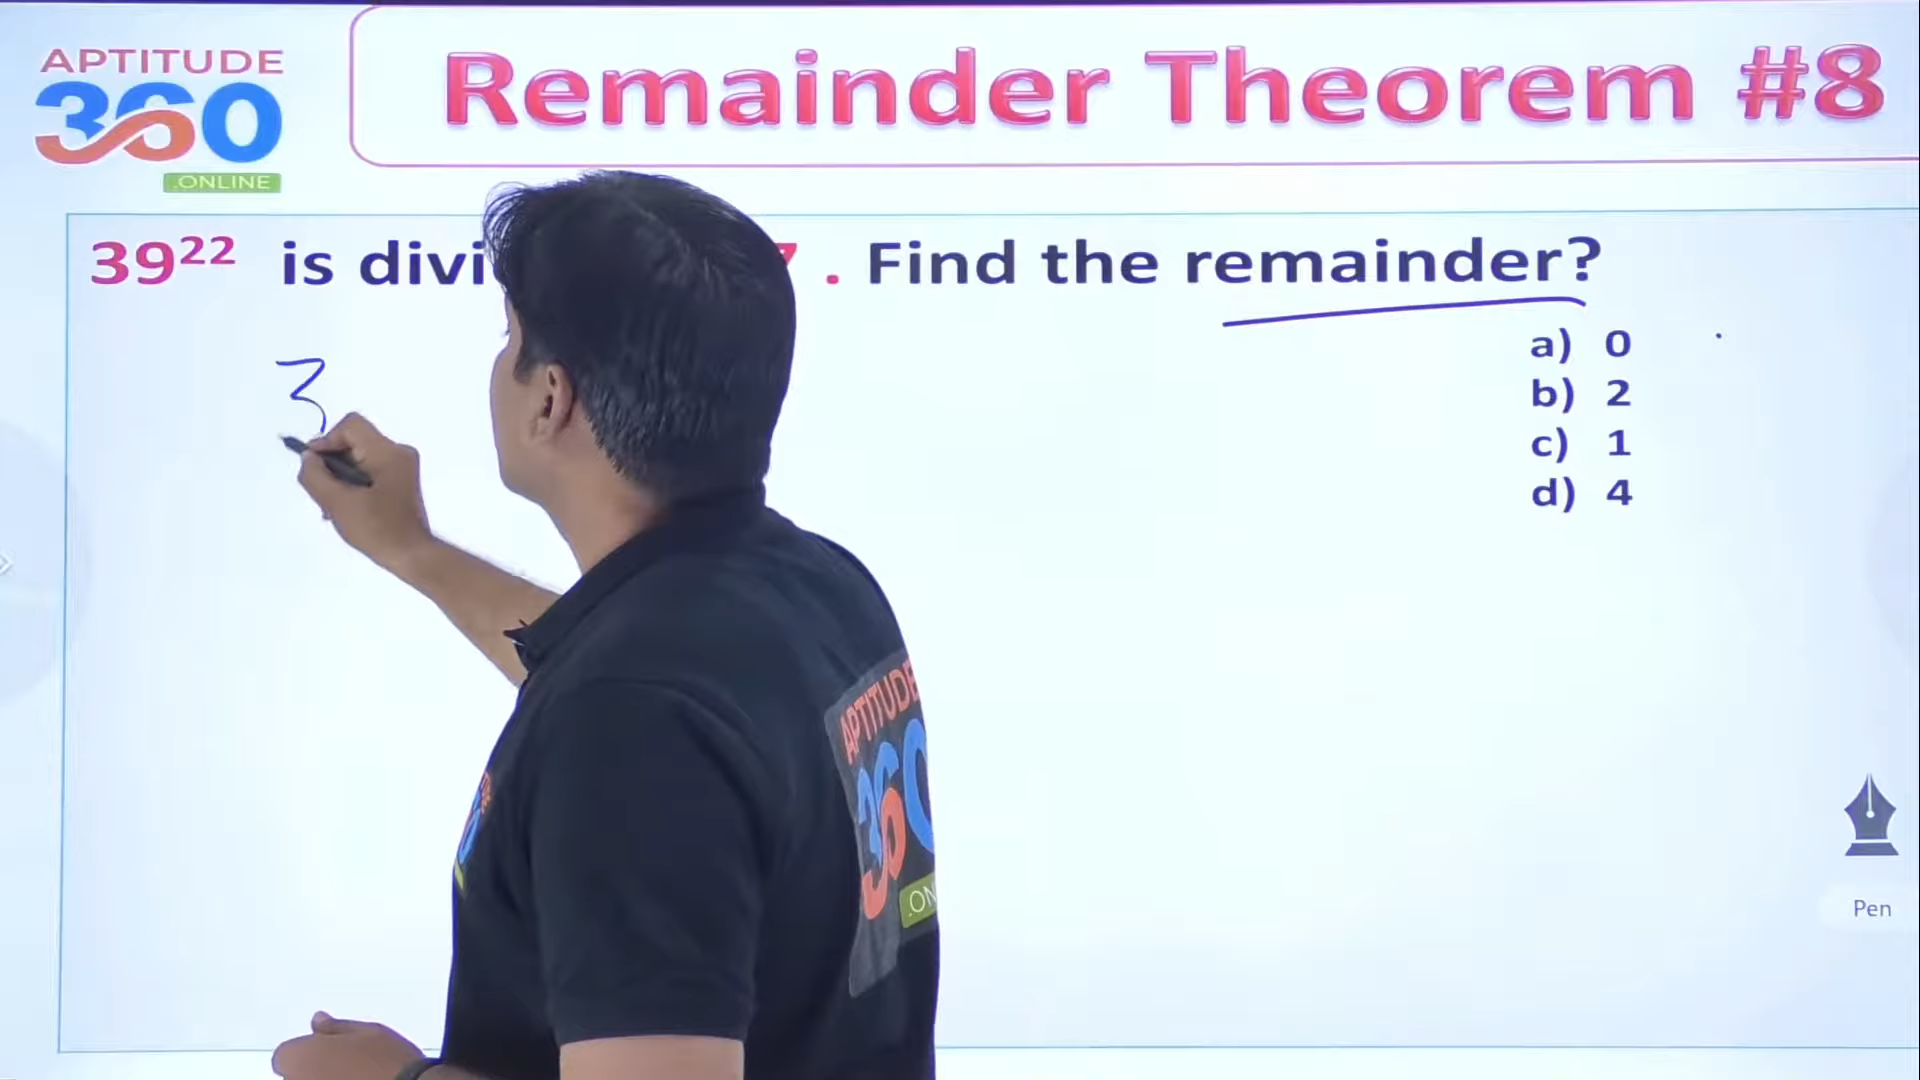 APTITUDE
360
.ONLINE
Remainder Theorem #8
39²² is divi 7 . Find the remainder?
a) 0
b) 2
c) 1
d) 4
3
APTITUDE
360
.ON
Pen